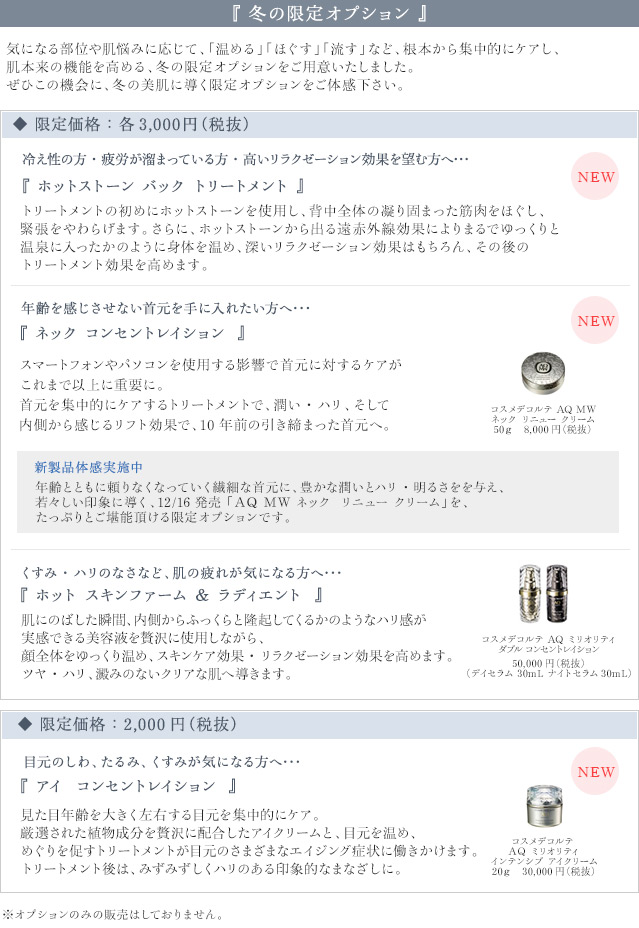 『 冬の限定オプション 』
気になる部位や肌悩みに応じて、「温める」「ほぐす」「流す」など、根本から集中的にケアし、
肌本来の機能を高める、冬の限定オプションをご用意いたしました。
ぜひこの機会に、冬の美肌に導く限定オプションをご体感下さい。
◆ 限定価格：各3,000円（税抜）
冷え性の方・疲労が溜まっている方・高いリラクゼーション効果を望む方へ･･･
NEW
『 ホットストーン バック トリートメント 』
トリートメントの初めにホットストーンを使用し、背中全体の凝り固まった筋肉をほぐし、
緊張をやわらげます。さらに、ホットストーンから出る遠赤外線効果によりまるでゆっくりと
温泉に入ったかのように身体を温め、深いリラクゼーション効果はもちろん、その後の
トリートメント効果を高めます。
年齢を感じさせない首元を手に入れたい方へ･･･
NEW
『 ネック コンセントレイション 』
スマートフォンやパソコンを使用する影響で首元に対するケアが
これまで以上に重要に。
首元を集中的にケアするトリートメントで、潤い・ハリ、そして
内側から感じるリフト効果で、10年前の引き締まった首元へ。
コスメデコルテ AQ MW
ネック リニュー クリーム
50g 8,000円（税抜）
新製品体感実施中
年齢とともに頼りなくなっていく繊細な首元に、豊かな潤いとハリ・明るさをを与え、
若々しい印象に導く、12/16 発売「AQ MW ネック リニュー クリーム」を、
たっぷりとご堪能頂ける限定オプションです。
くすみ・ハリのなさなど、肌の疲れが気になる方へ･･･
『 ホット スキンファーム ＆ ラディエント 』
肌にのばした瞬間、内側からふっくらと隆起してくるかのようなハリ感が
実感できる美容液を贅沢に使用しながら、
顔全体をゆっくり温め、スキンケア効果・リラクゼーション効果を高めます。
ツヤ・ハリ、澱みのないクリアな肌へ導きます。
コスメデコルテ AQ ミリオリティ
ダブル コンセントレイション
50,000円（税抜）
（デイセラム 30mL ナイトセラム30mL）
◆ 限定価格：2,000円（税抜）
目元のしわ、たるみ、くすみが気になる方へ･･･
NEW
『 アイ コンセントレイション 』
見た目年齢を大きく左右する目元を集中的にケア。
厳選された植物成分を贅沢に配合したアイクリームと、目元を温め、
めぐりを促すトリートメントが目元のさまざまなエイジング症状に働きかけます。
トリートメント後は、みずみずしくハリのある印象的なまなざしに。
コスメデコルテ
AQ ミリオリティ
インテンシブ アイクリーム
20g 30,000円（税抜）
※オプションのみの販売はしておりません。